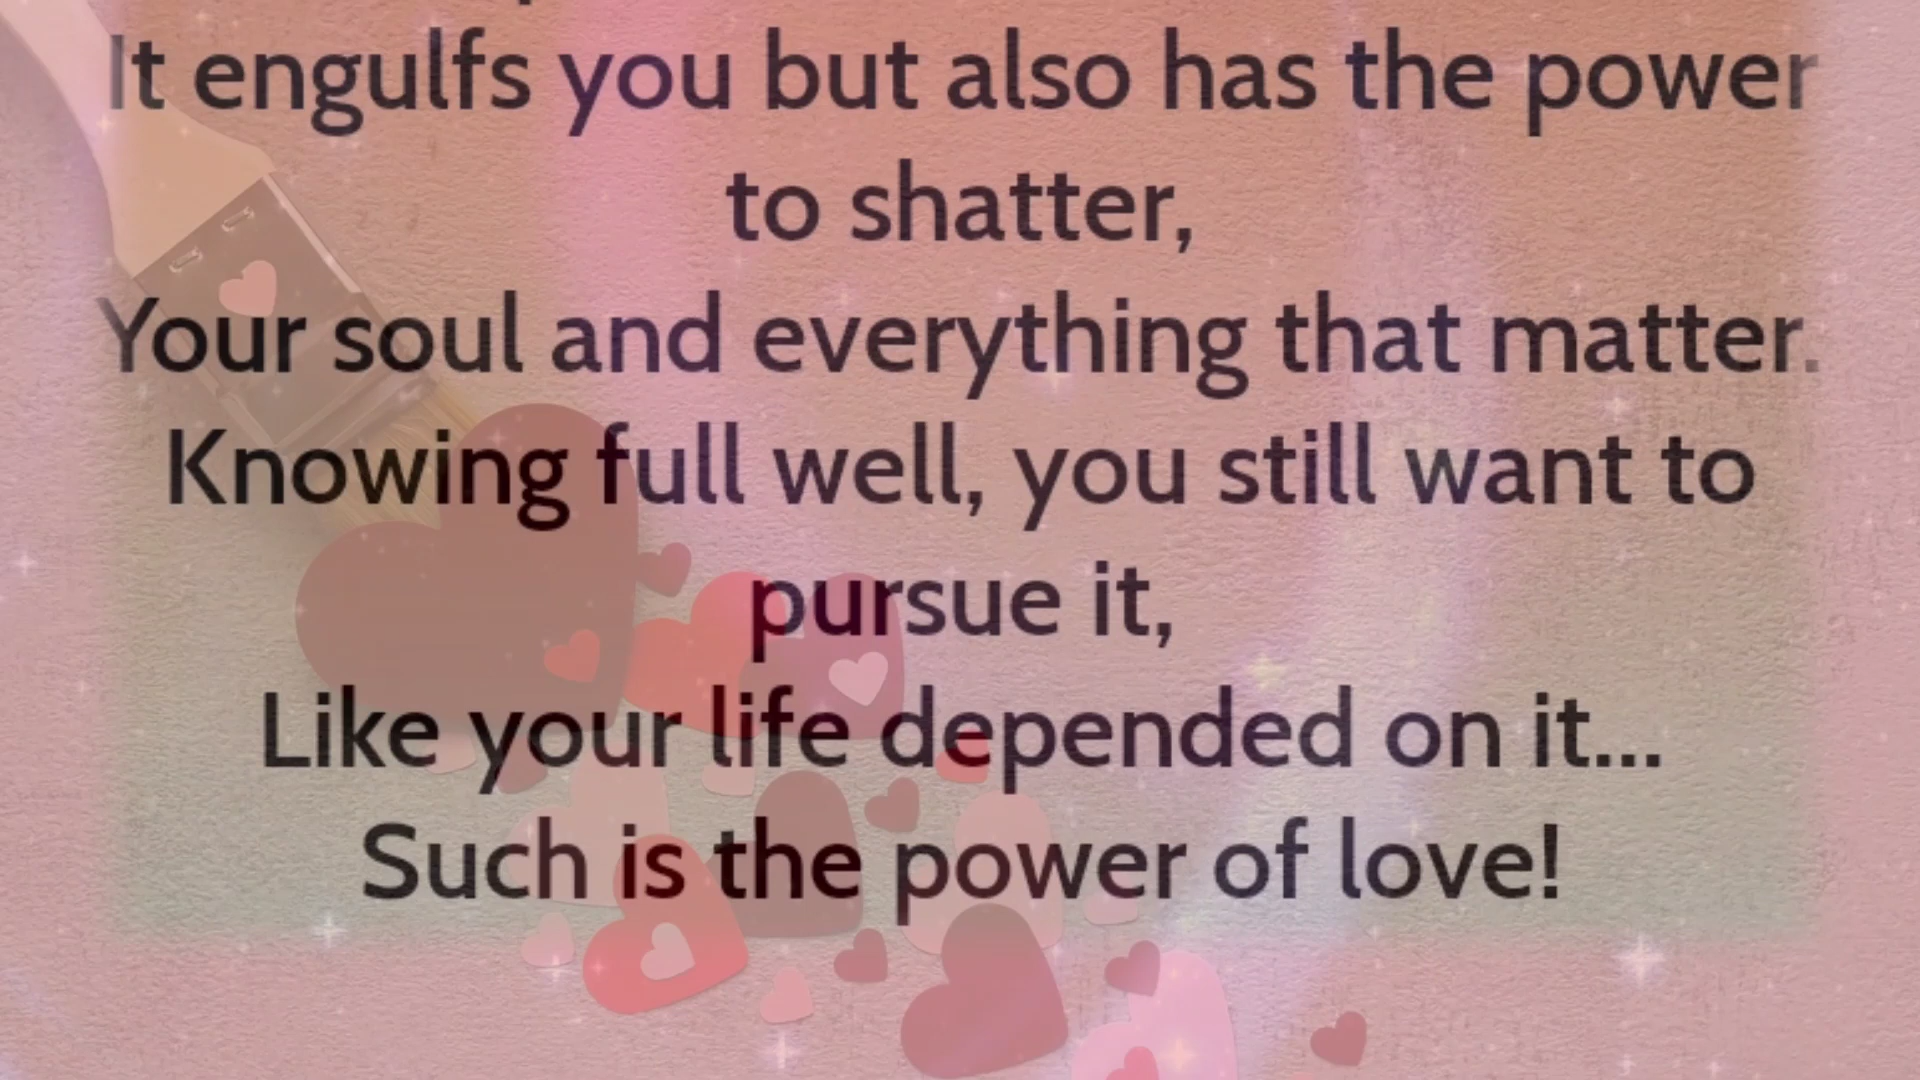 It engulfs you but also has the power
to shatter,
Your soul and everything that matter.
Knowing full well, you still want to
pursue it,
Like your life depended on it...
Such is the power of love!